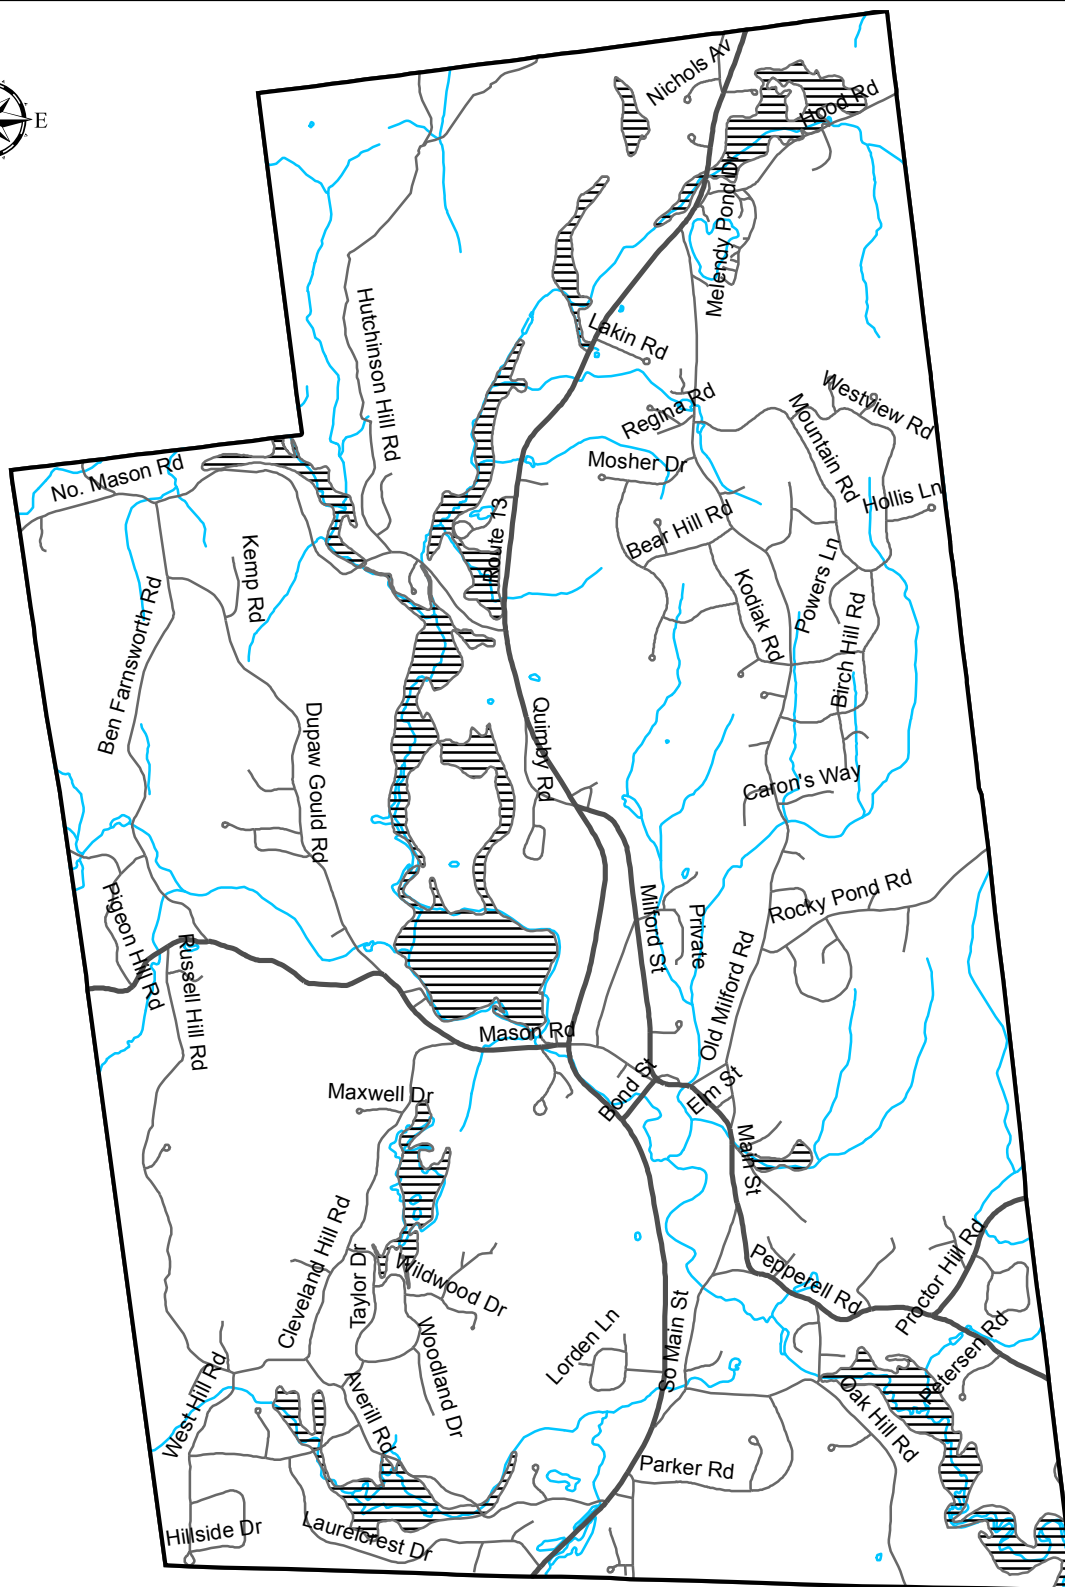 Nichols Av
Hood Rd
E
Melendy Pond Dr
Hutchinson Hill Rd
Lakin Rd
Westview Rd
Regina Rd
Mountain Rd
Mosher Dr
No. Mason Rd
Hollis Ln
Route 13
Bear Hill Rd
Kemp Rd
Powers Ln
Kodiak Rd
Birch Hill Rd
Ben Farnsworth Rd
Quimby Rd
Dupaw Gould Rd
Caron's Way
Rocky Pond Rd
Pigeon Hill Rd
Milford St
Private
Russell Hill Rd
Old Milford Rd
Mason Rd
Bond St
Elm St
Maxwell Dr
Main St
Cleveland Hill Rd
Taylor Dr
Wildwood Dr
Pepperell Rd
Proctor Hill Rd
Woodland Dr
Lorden Ln
So Main St
Petersen Rd
West Hill Rd
Averill Rd
Oak Hill Rd
Parker Rd
Hillside Dr
Laurelcrest Dr